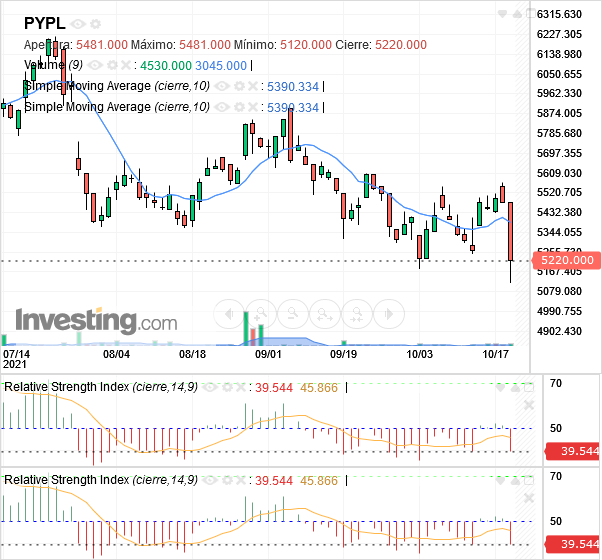 PYPL
Apertura: 5481.000 Máximo: 5481.000 Mínimo: 5120.000 Cierre: 5220.000
Volume (9) : 4530.000 3045.000
Simple Moving Average (cierre,10) : 5390.334
Simple Moving Average (cierre,10) : 5390.334
6315.630
6227.305
6138.980
6050.655
5962.330
5874.005
5785.680
5697.355
5609.030
5520.705
5432.380
5344.055
5255.730
5220.000
5167.405
5079.080
4990.755
4902.430
Investing.com
07/14 08/04 08/18 09/01 09/19 10/03 10/17
2021
Relative Strength Index (cierre,14,9) : 39.544 45.866
70
50
39.544
Relative Strength Index (cierre,14,9) : 39.544 45.866
70
50
39.544